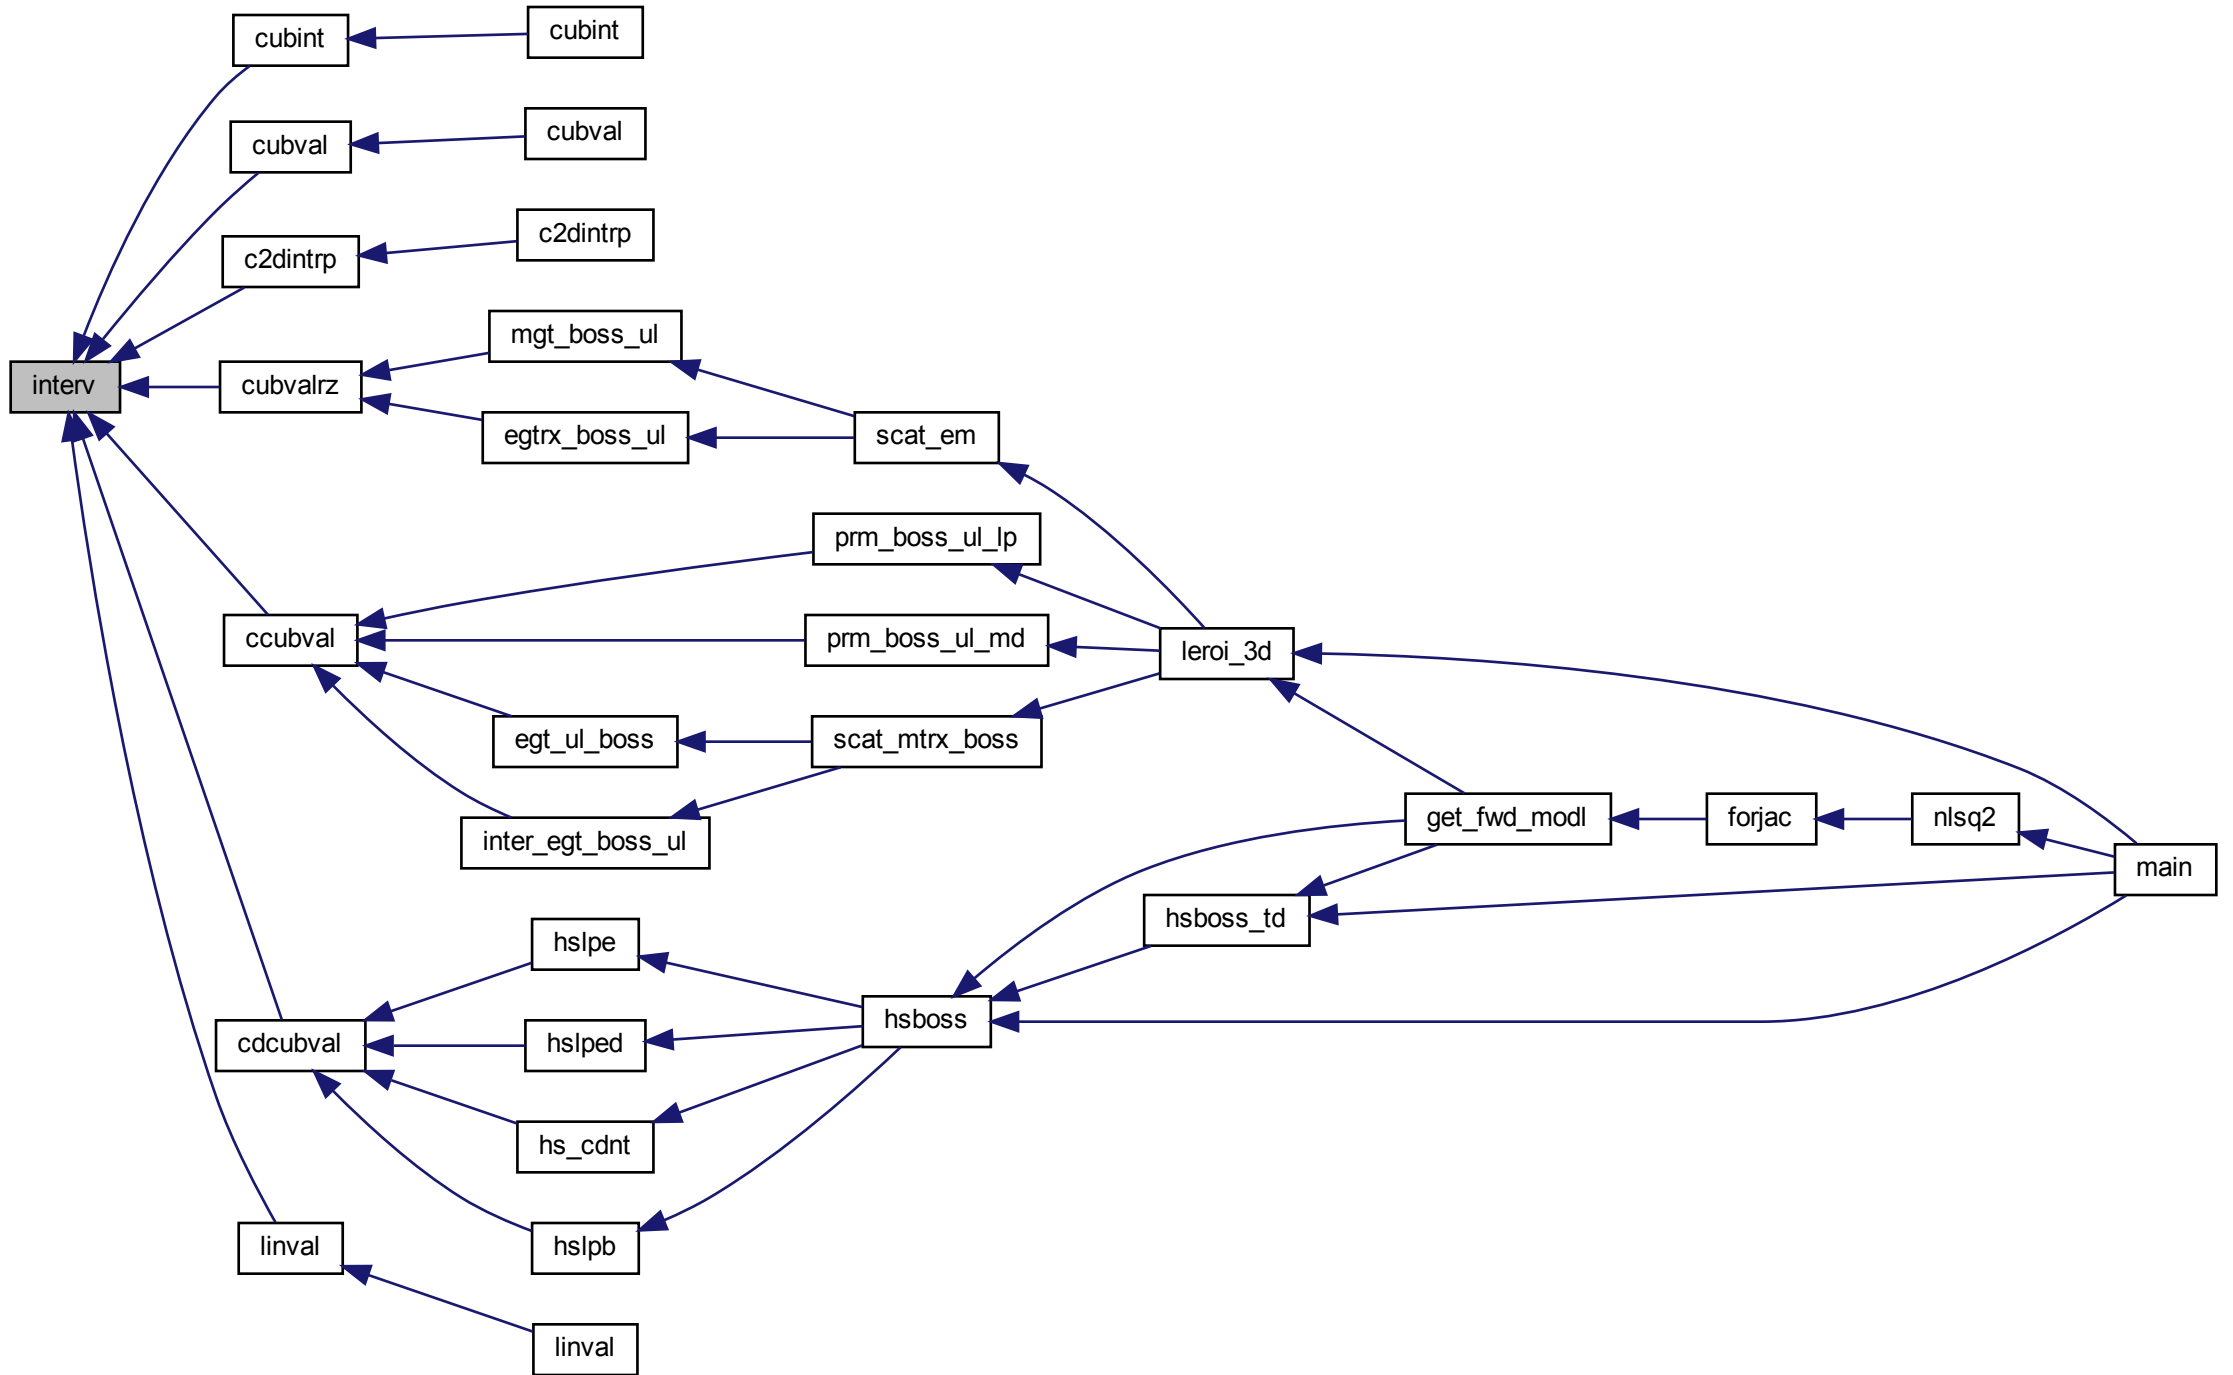 cubint
cubint
cubval
cubval
c2dintrp
c2dintrp
mgt_boss_ul
interv
cubvalrz
egtrx_boss_ul
scat_em
prm_boss_ul_lp
ccubval
prm_boss_ul_md
leroi_3d
egt_ul_boss
scat_mtrx_boss
inter_egt_boss_ul
get_fwd_modl
forjac
nlsq2
main
hsboss_td
hslpe
hsboss
cdcubval
hslped
hs_cdnt
linval
hslpb
linval